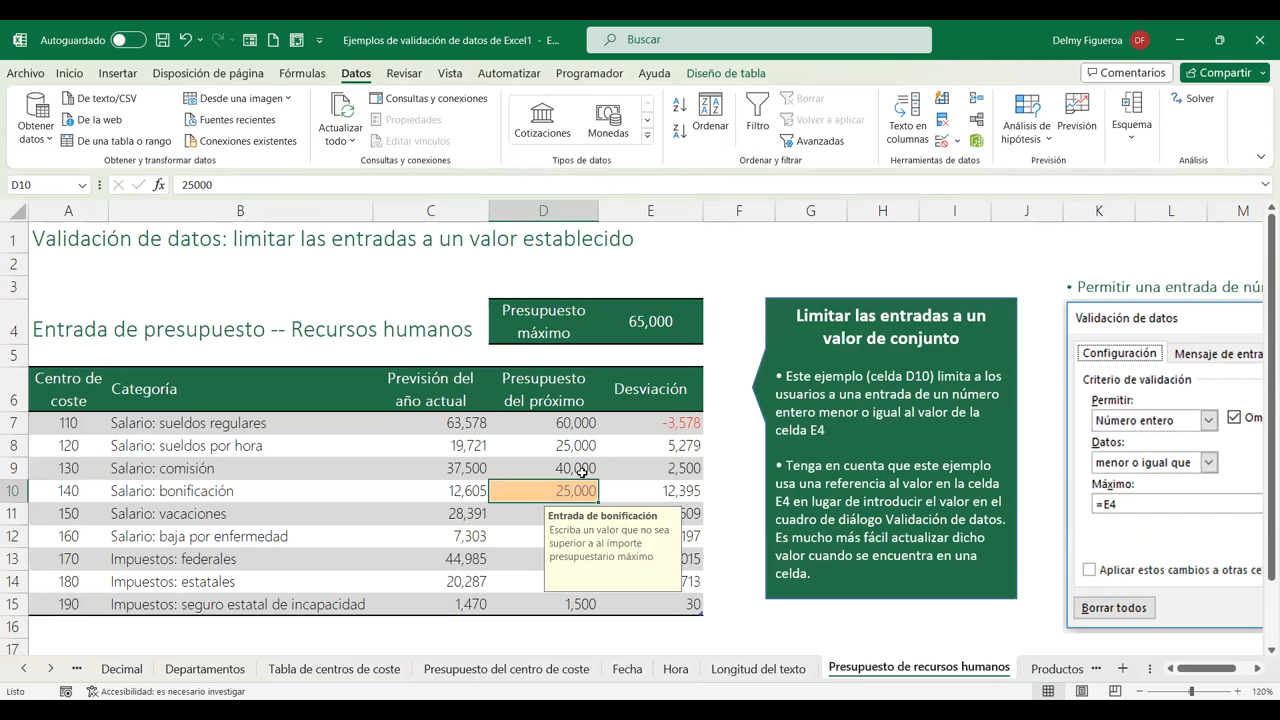 Autoguardado
Ejemplos de validación de datos de Excel1 - E...
Buscar
Delmy Figueroa DF
Archivo Inicio Insertar Disposición de página Fórmulas Datos Revisar Vista Automatizar Programador Ayuda Diseño de tabla
Comentarios Compartir
Obtener datos
De texto/CSV
De la web
De una tabla o rango
Desde una imagen
Fuentes recientes
Conexiones existentes
Obtener y transformar datos
Actualizar todo
Consultas y conexiones
Propiedades
Editar vínculos
Consultas y conexiones
Cotizaciones
Monedas
Tipos de datos
Ordenar
Filtro
Borrar
Volver a aplicar
Avanzadas
Ordenar y filtrar
Texto en columnas
Herramientas de datos
Análisis de hipótesis
Previsión
Previsión
Esquema
Solver
Análisis
D10 fx 25000
A B C D E F G H I J K L M
1 Validación de datos: limitar las entradas a un valor establecido
2
3
4 Entrada de presupuesto -- Recursos humanos Presupuesto máximo 65,000
5
6 Centro de coste Categoría Previsión del año actual Presupuesto del próximo Desviación
7 110 Salario: sueldos regulares 63,578 60,000 -3,578
8 120 Salario: sueldos por hora 19,721 25,000 5,279
9 130 Salario: comisión 37,500 40,000 2,500
10 140 Salario: bonificación 12,605 25,000 12,395
11 150 Salario: vacaciones 28,391 509
12 160 Salario: baja por enfermedad 7,303 197
13 170 Impuestos: federales 44,985 015
14 180 Impuestos: estatales 20,287 713
15 190 Impuestos: seguro estatal de incapacidad 1,470 1,500 30
16
17
Entrada de bonificación
Escriba un valor que no sea
superior a al importe
presupuestario máximo
Limitar las entradas a un
valor de conjunto
• Este ejemplo (celda D10) limita a los
usuarios a una entrada de un número
entero menor o igual al valor de la
celda E4
• Tenga en cuenta que este ejemplo
usa una referencia al valor en la celda
E4 en lugar de introducir el valor en el
cuadro de diálogo Validación de datos.
Es mucho más fácil actualizar dicho
valor cuando se encuentra en una
celda.
• Permitir una entrada de nú
Validación de datos
Configuración Mensaje de entra
Criterio de validación
Permitir:
Número entero Om
Datos:
menor o igual que
Máximo:
=E4
Aplicar estos cambios a otras ce
Borrar todos
... Decimal Departamentos Tabla de centros de coste Presupuesto del centro de coste Fecha Hora Longitud del texto Presupuesto de recursos humanos Productos ...
Listo Accesibilidad: es necesario investigar 120%